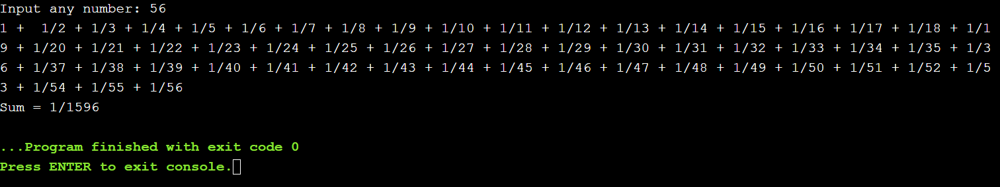 Input any number: 56
1 +  1/2 + 1/3 + 1/4 + 1/5 + 1/6 + 1/7 + 1/8 + 1/9 + 1/10 + 1/11 + 1/12 + 1/13 + 1/14 + 1/15 + 1/16 + 1/17 + 1/18 + 1/1
9 + 1/20 + 1/21 + 1/22 + 1/23 + 1/24 + 1/25 + 1/26 + 1/27 + 1/28 + 1/29 + 1/30 + 1/31 + 1/32 + 1/33 + 1/34 + 1/35 + 1/3
6 + 1/37 + 1/38 + 1/39 + 1/40 + 1/41 + 1/42 + 1/43 + 1/44 + 1/45 + 1/46 + 1/47 + 1/48 + 1/49 + 1/50 + 1/51 + 1/52 + 1/5
3 + 1/54 + 1/55 + 1/56
Sum = 1/1596
...Program finished with exit code 0
Press ENTER to exit console.